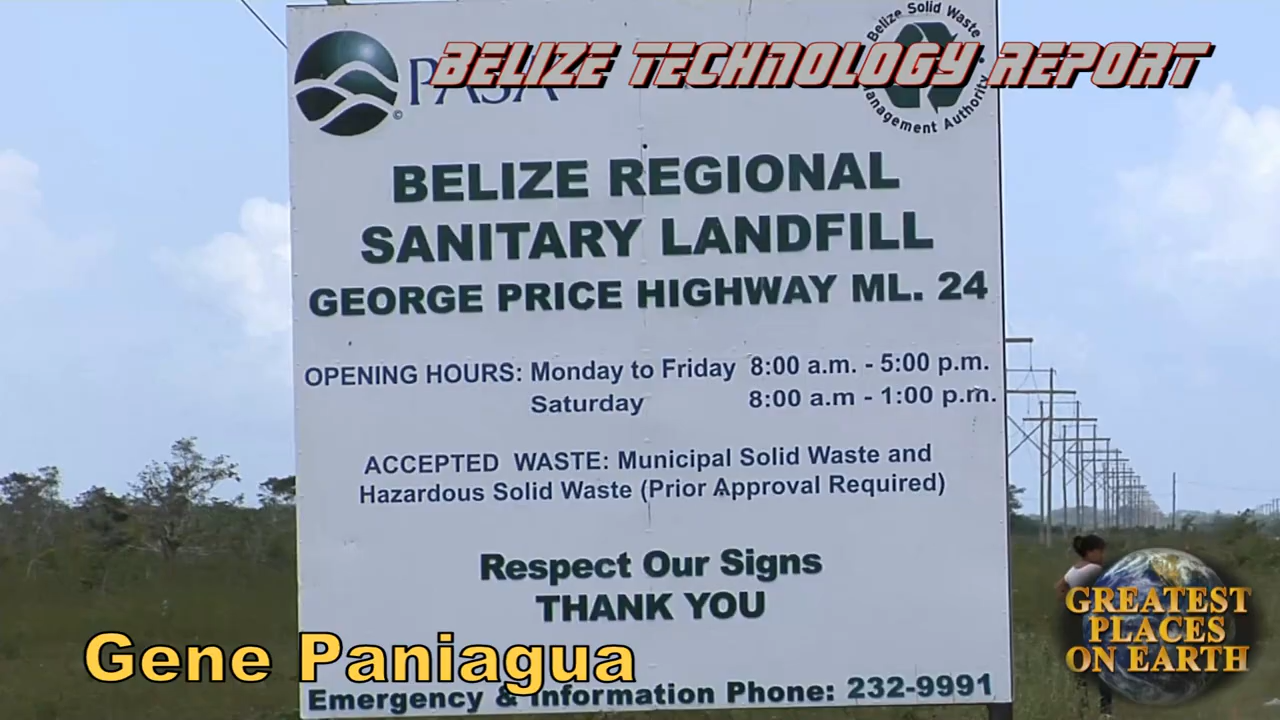 BELIZE TECHNOLOGY REPORT
PASA
©
Belize Solid Waste
Management Authority
BELIZE REGIONAL
SANITARY LANDFILL
GEORGE PRICE HIGHWAY ML. 24
OPENING HOURS: Monday to Friday 8:00 a.m. - 5:00 p.m.
Saturday 8:00 a.m - 1:00 p.m.
ACCEPTED WASTE: Municipal Solid Waste and
Hazardous Solid Waste (Prior Approval Required)
Respect Our Signs
THANK YOU
Gene Paniagua
Emergency & Information Phone: 232-9991
GREATEST
PLACES
ON EARTH